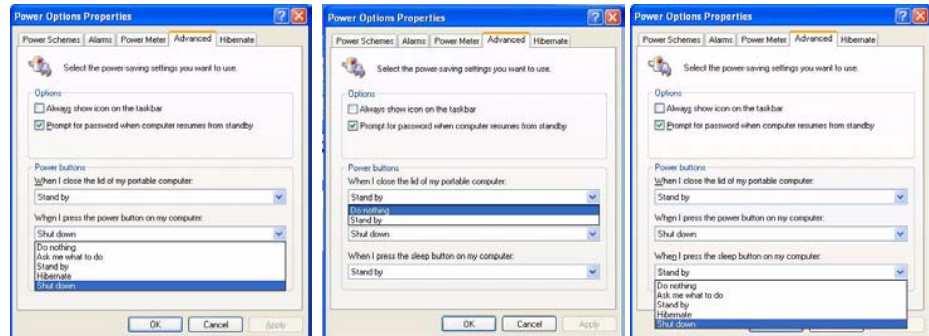 Power Options Properties
Power Schemes Alarms Power Meter Advanced Hibernate
Select the power-saving settings you want to use.
Options
Always show icon on the taskbar
Prompt for password when computer resumes from standby
Power buttons
When I close the lid of my portable computer:
Stand by
When I press the power button on my computer:
Shut down
Do nothing
Ask me what to do
Stand by
Hibernate
Shut down
OK Cancel Apply
Power Options Properties
Power Schemes Alarms Power Meter Advanced Hibernate
Select the power-saving settings you want to use.
Options
Always show icon on the taskbar
Prompt for password when computer resumes from standby
Power buttons
When I close the lid of my portable computer:
Stand by
Do nothing
Stand by
Shut down
When I press the sleep button on my computer:
Stand by
OK Cancel Apply
Power Options Properties
Power Schemes Alarms Power Meter Advanced Hibernate
Select the power-saving settings you want to use.
Options
Always show icon on the taskbar
Prompt for password when computer resumes from standby
Power buttons
When I close the lid of my portable computer:
Stand by
When I press the power button on my computer:
Shut down
When I press the sleep button on my computer:
Stand by
Do nothing
Ask me what to do
Stand by
Hibernate
Shut down